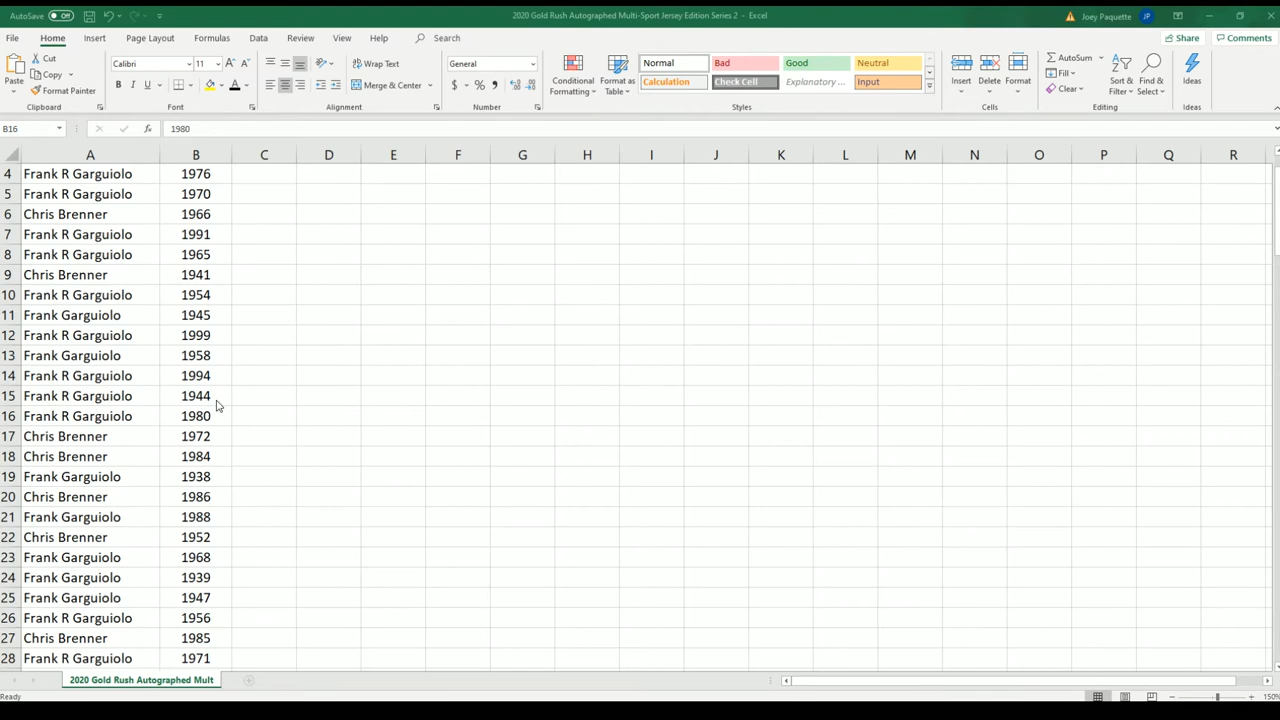 AutoSave Off
2020 Gold Rush Autographed Multi-Sport Jersey Edition Series 2 - Excel
Joey Paquette JP
File Home Insert Page Layout Formulas Data Review View Help Search
Share Comments
Paste Cut Copy Format Painter Clipboard
Calibri 11 A A B I U A Font
Wrap Text Merge & Center Alignment
General $ % Number
Conditional Formatting Format as Table
Normal Bad Good Neutral
Calculation Check Cell Explanatory ... Input
Styles
Insert Delete Format Cells
AutoSum Fill Clear Sort & Filter Find & Select Editing
Ideas Ideas
B16 fx 1980
A B C D E F G H I J K L M N O P Q R
4 Frank R Garguiolo 1976
5 Frank R Garguiolo 1970
6 Chris Brenner 1966
7 Frank R Garguiolo 1991
8 Frank R Garguiolo 1965
9 Chris Brenner 1941
10 Frank R Garguiolo 1954
11 Frank Garguiolo 1945
12 Frank R Garguiolo 1999
13 Frank Garguiolo 1958
14 Frank R Garguiolo 1994
15 Frank R Garguiolo 1944
16 Frank R Garguiolo 1980
17 Chris Brenner 1972
18 Chris Brenner 1984
19 Frank Garguiolo 1938
20 Chris Brenner 1986
21 Frank Garguiolo 1988
22 Chris Brenner 1952
23 Frank Garguiolo 1968
24 Frank Garguiolo 1939
25 Frank Garguiolo 1947
26 Frank R Garguiolo 1956
27 Chris Brenner 1985
28 Frank R Garguiolo 1971
2020 Gold Rush Autographed Mult
Ready 150%